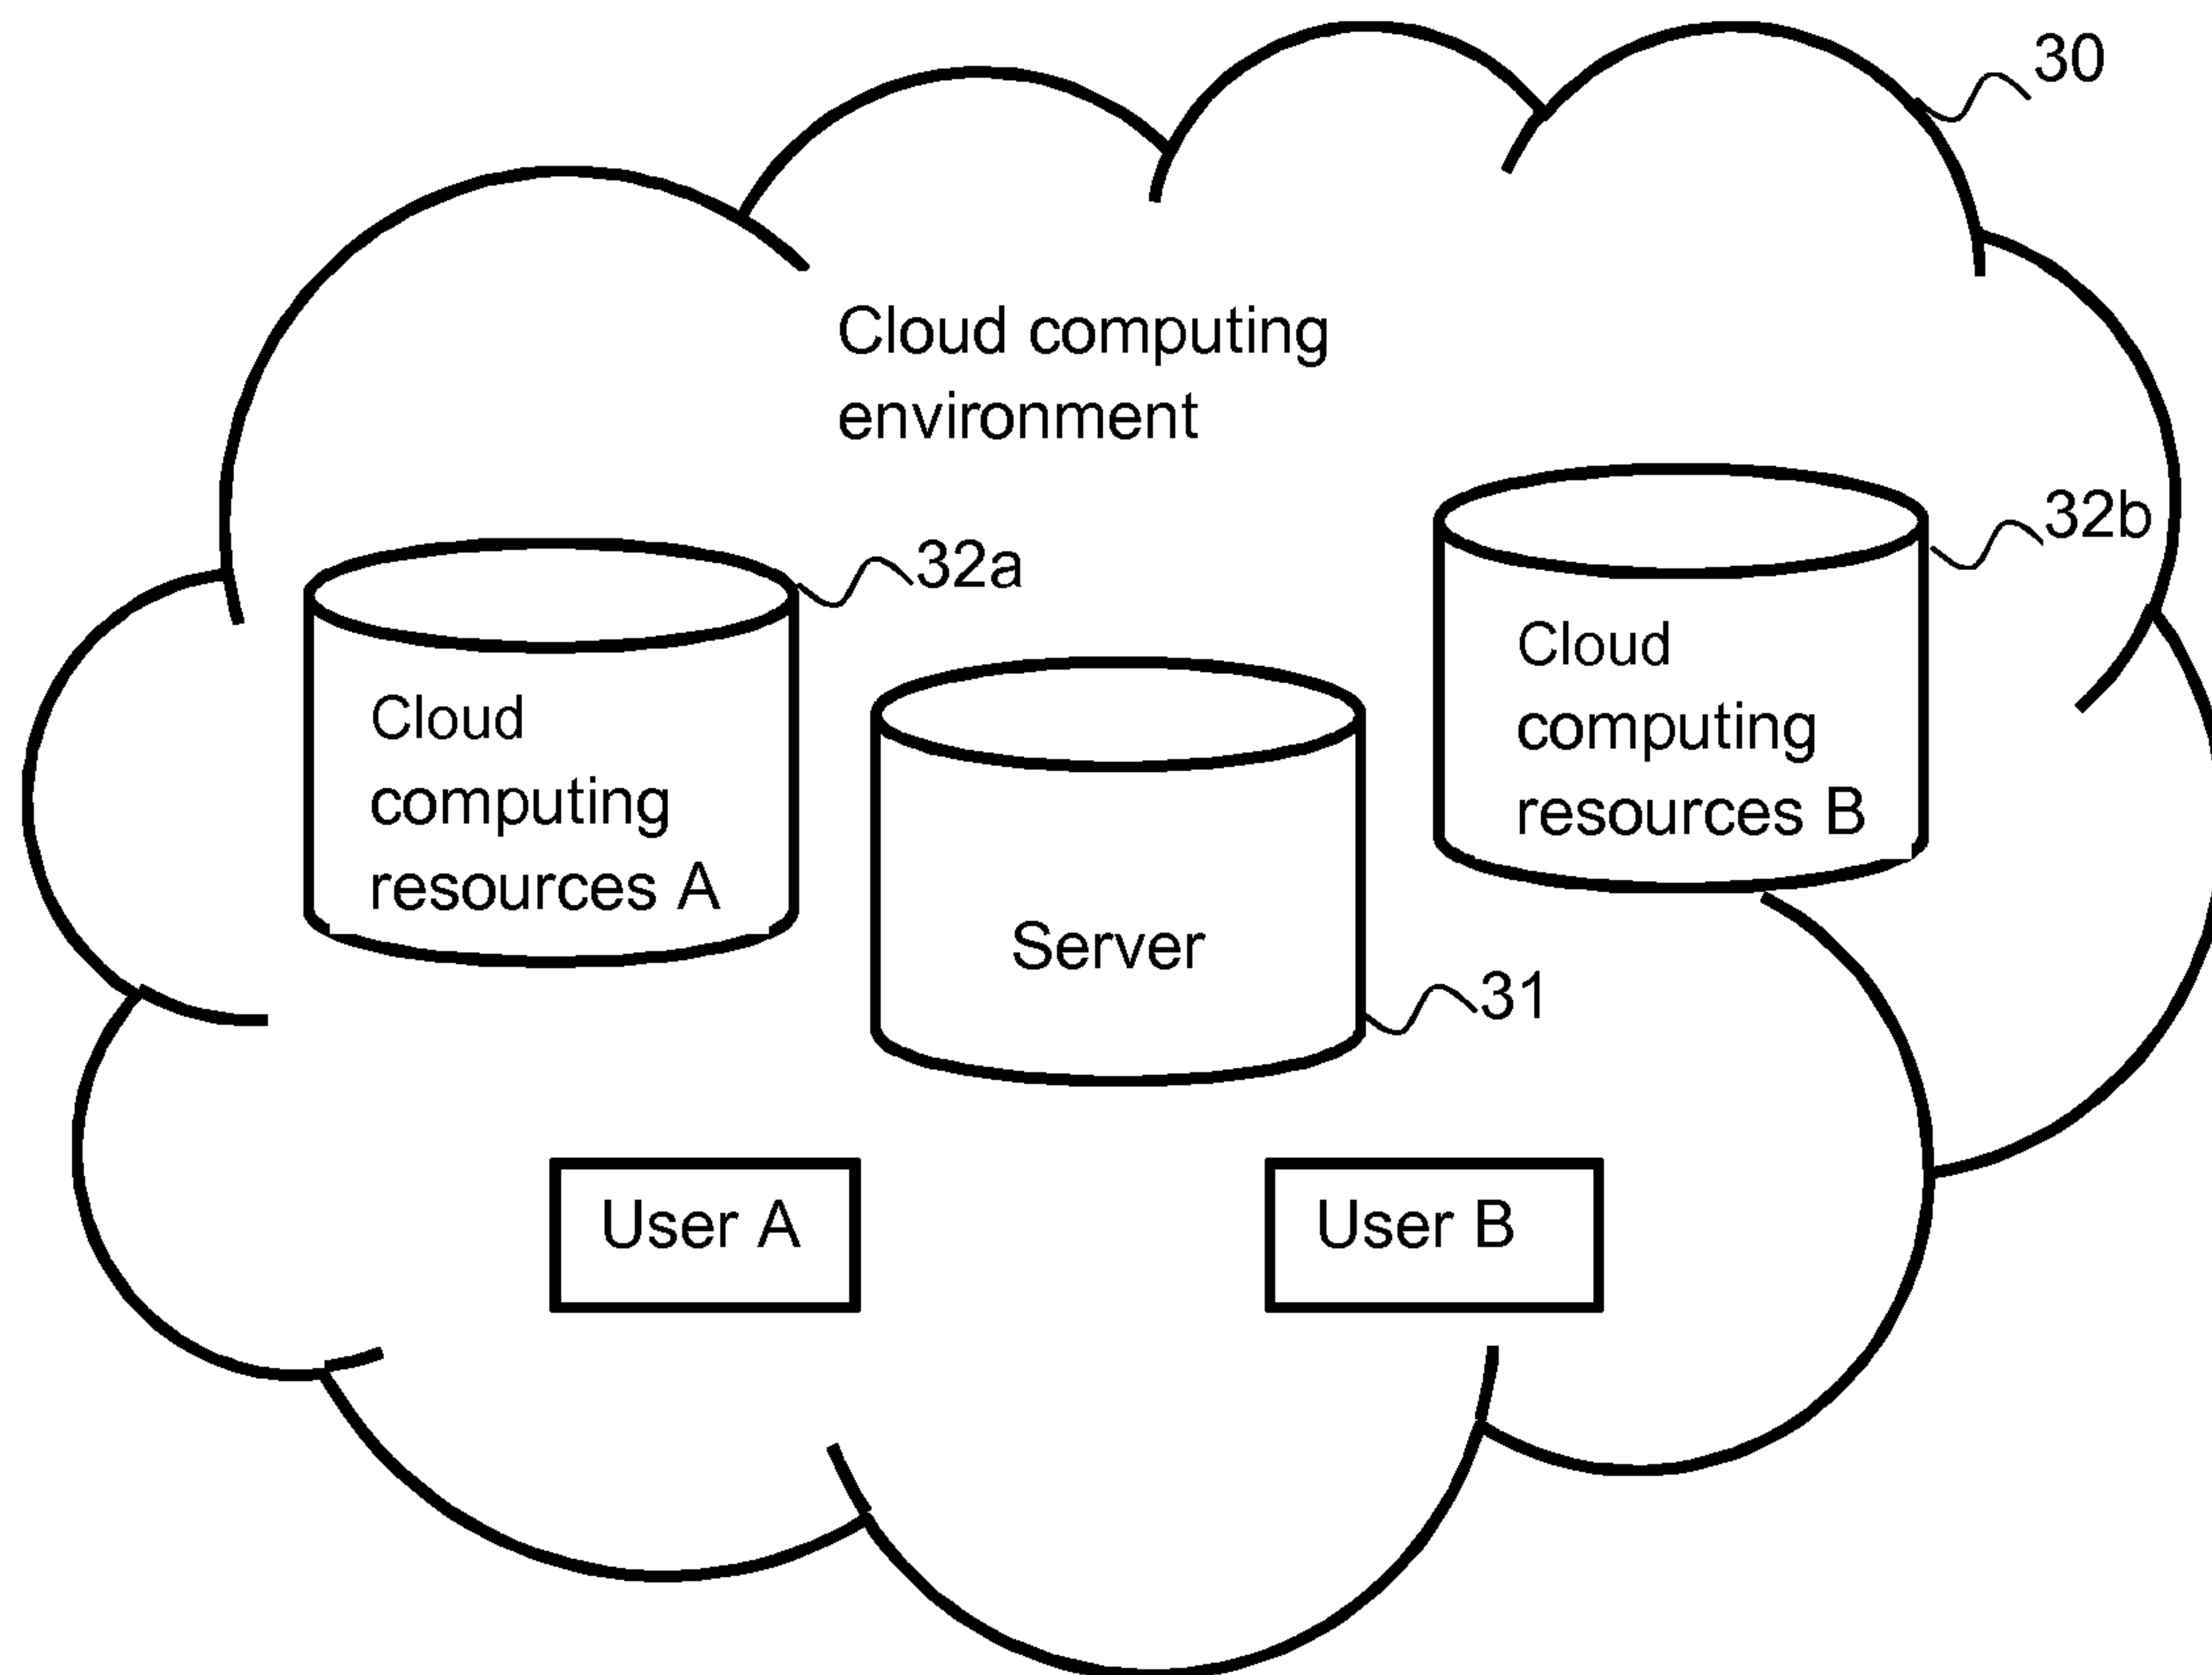 30
Cloud computing
environment
32b
32a
Cloud
computing
resources B
Cloud
computing
resources A
Server
31
User A
User B